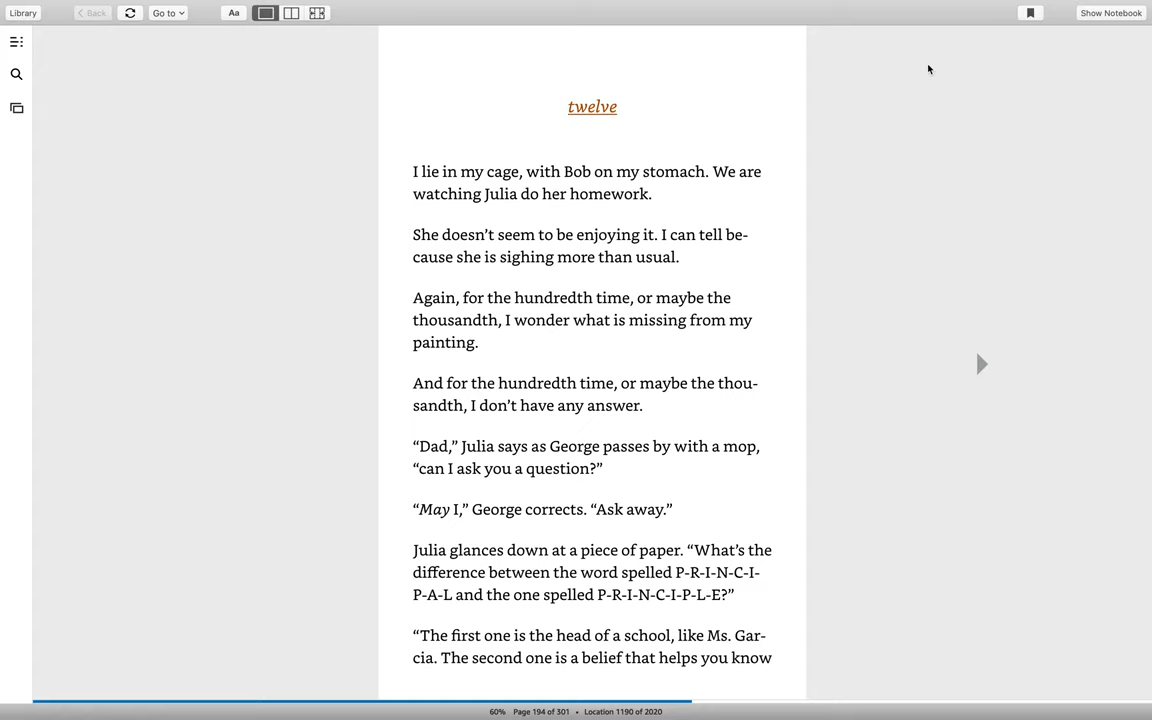 Library
Back
Go to
Aa
Show Notebook
twelve
I lie in my cage, with Bob on my stomach. We are
watching Julia do her homework.
She doesn’t seem to be enjoying it. I can tell be-
cause she is sighing more than usual.
Again, for the hundredth time, or maybe the
thousandth, I wonder what is missing from my
painting.
And for the hundredth time, or maybe the thou-
sandth, I don’t have any answer.
“Dad,” Julia says as George passes by with a mop,
“can I ask you a question?”
“May I,” George corrects. “Ask away.”
Julia glances down at a piece of paper. “What’s the
difference between the word spelled P-R-I-N-C-I-
P-A-L and the one spelled P-R-I-N-C-I-P-L-E?”
“The first one is the head of a school, like Ms. Gar-
cia. The second one is a belief that helps you know
60% Page 194 of 301 • Location 1190 of 2020